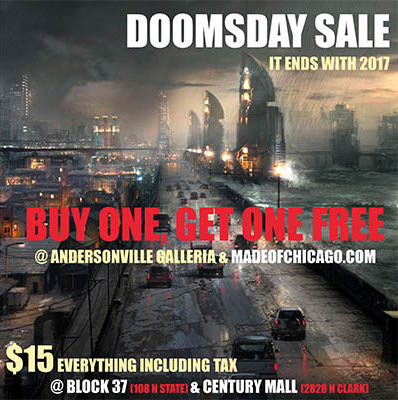 DOOMSDAY SALE
IT ENDS WITH 2017
BUY ONE, GET ONE FREE
@ ANDERSONVILLE GALLERIA & MADEOFCHICAGO.COM
$15 EVERYTHING INCLUDING TAX
@ BLOCK 37 (108 N STATE) & CENTURY MALL (2828 N CLARK)